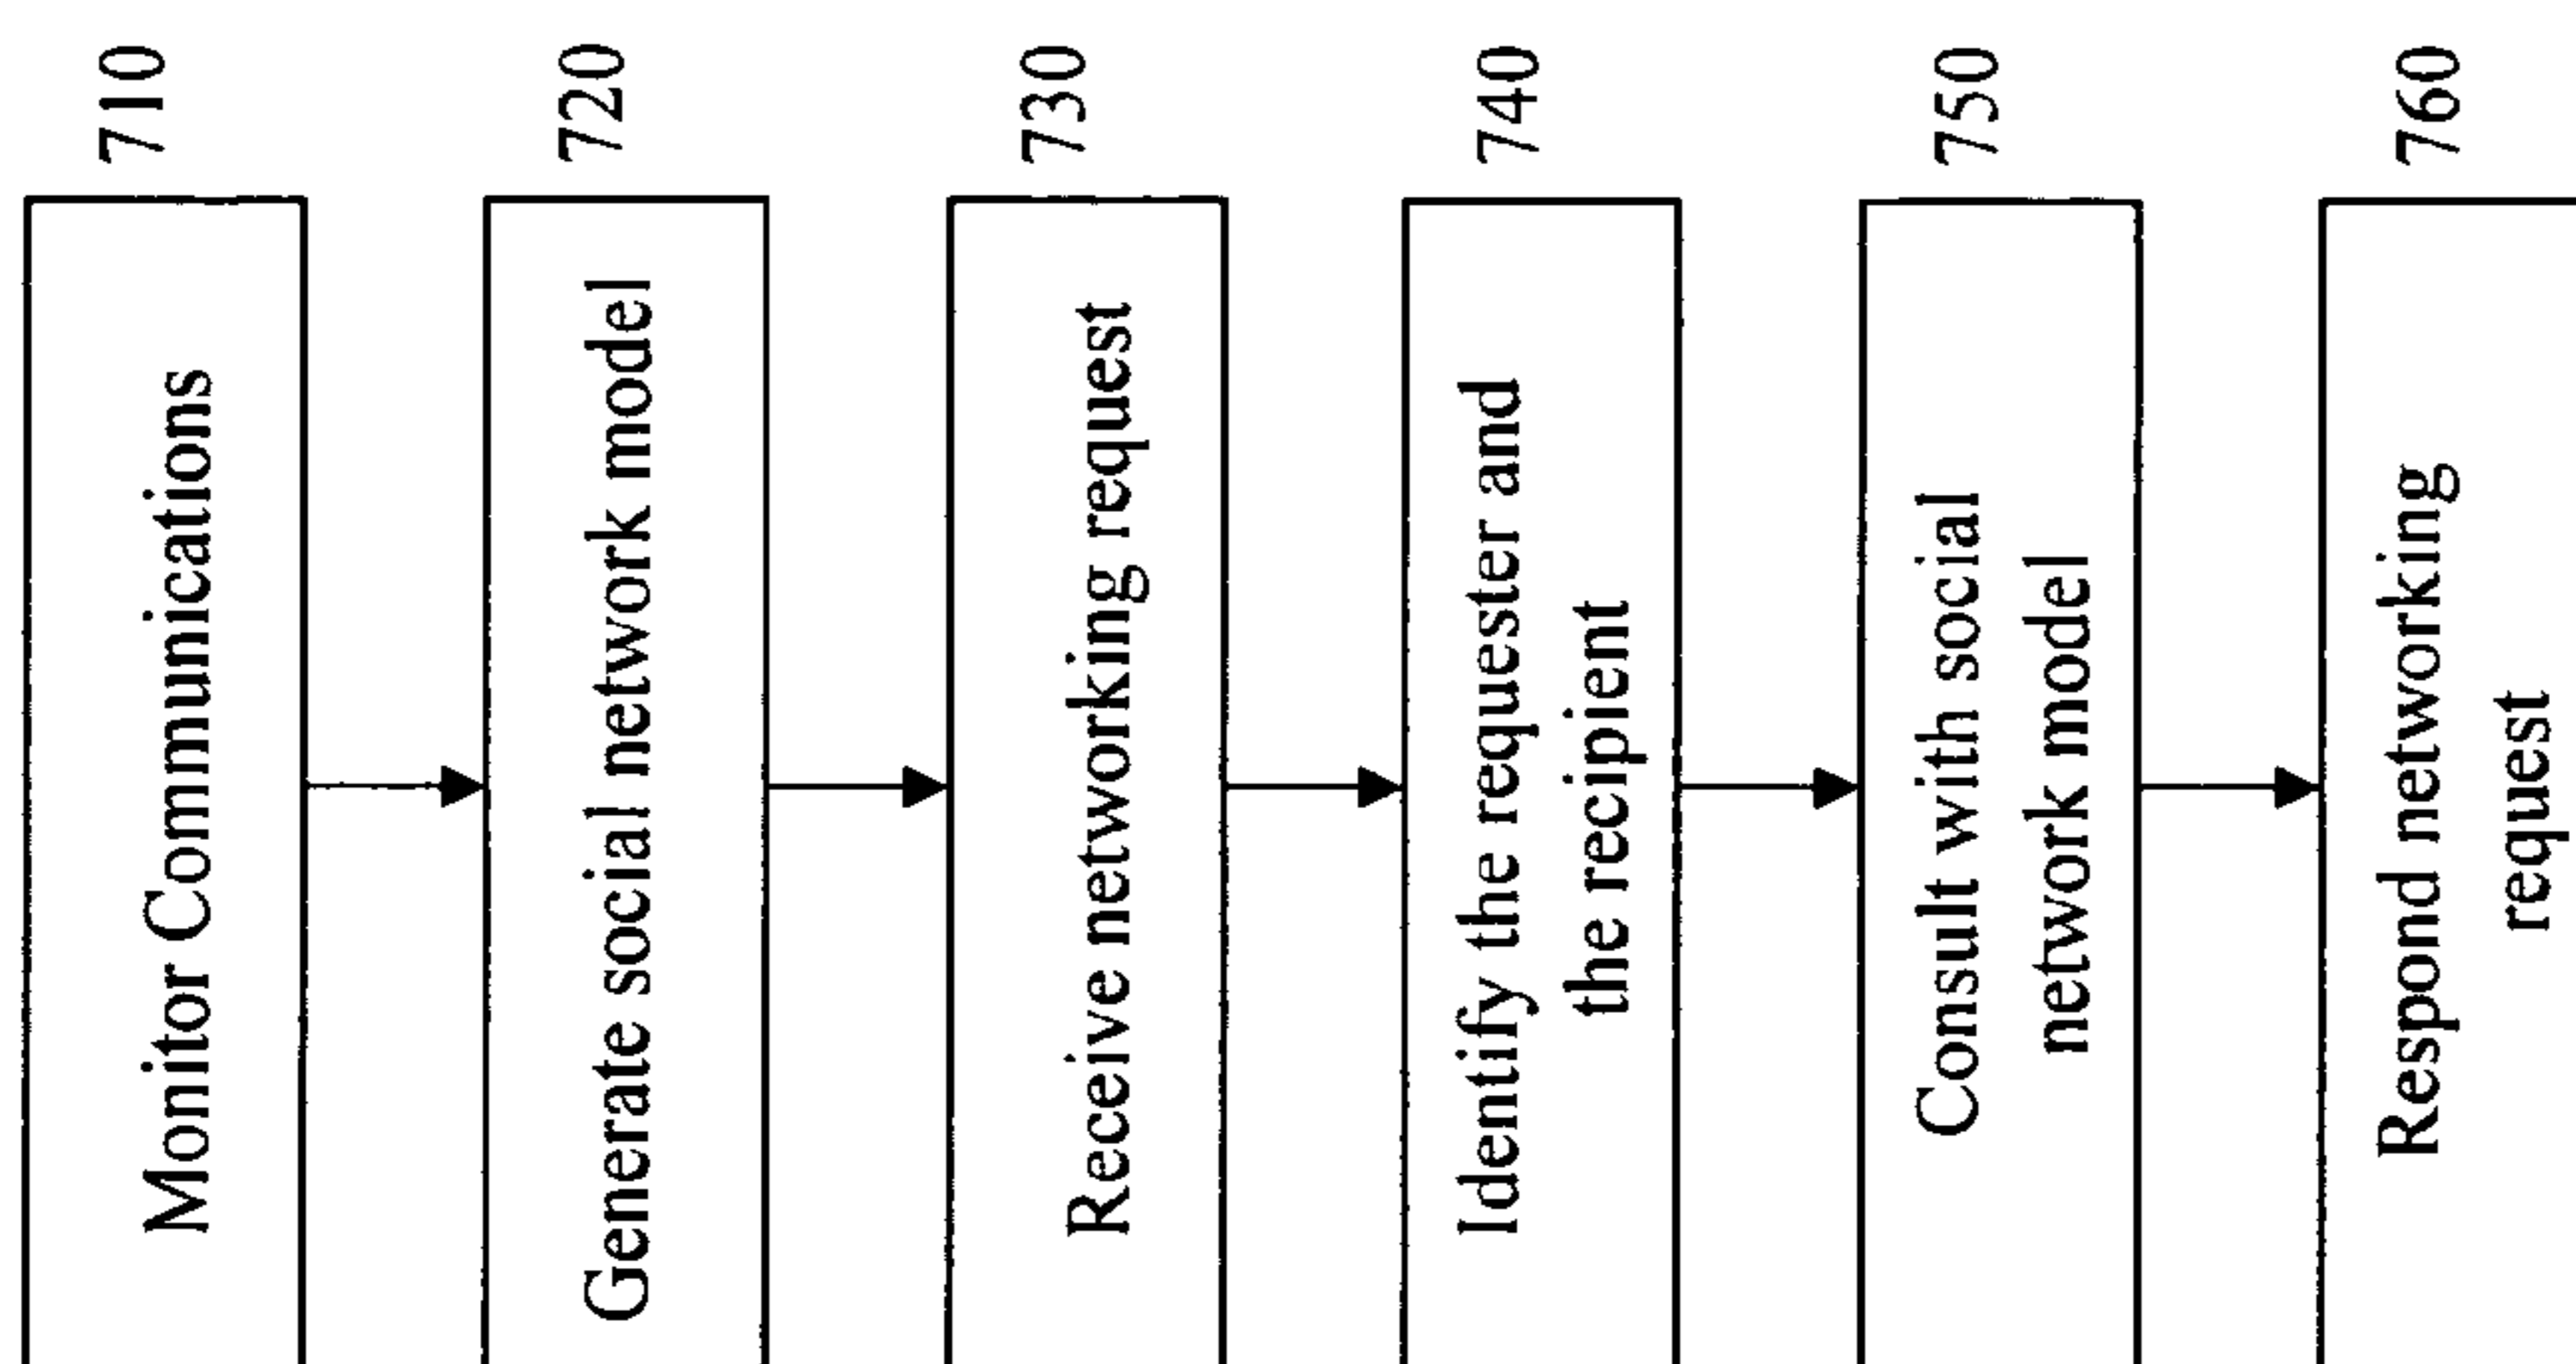 Monitor Communications
710
Generate social network model
720
Receive networking request
730
Identify the requester and
the recipient
740
Consult with social
network model
750
Respond networking
request
760